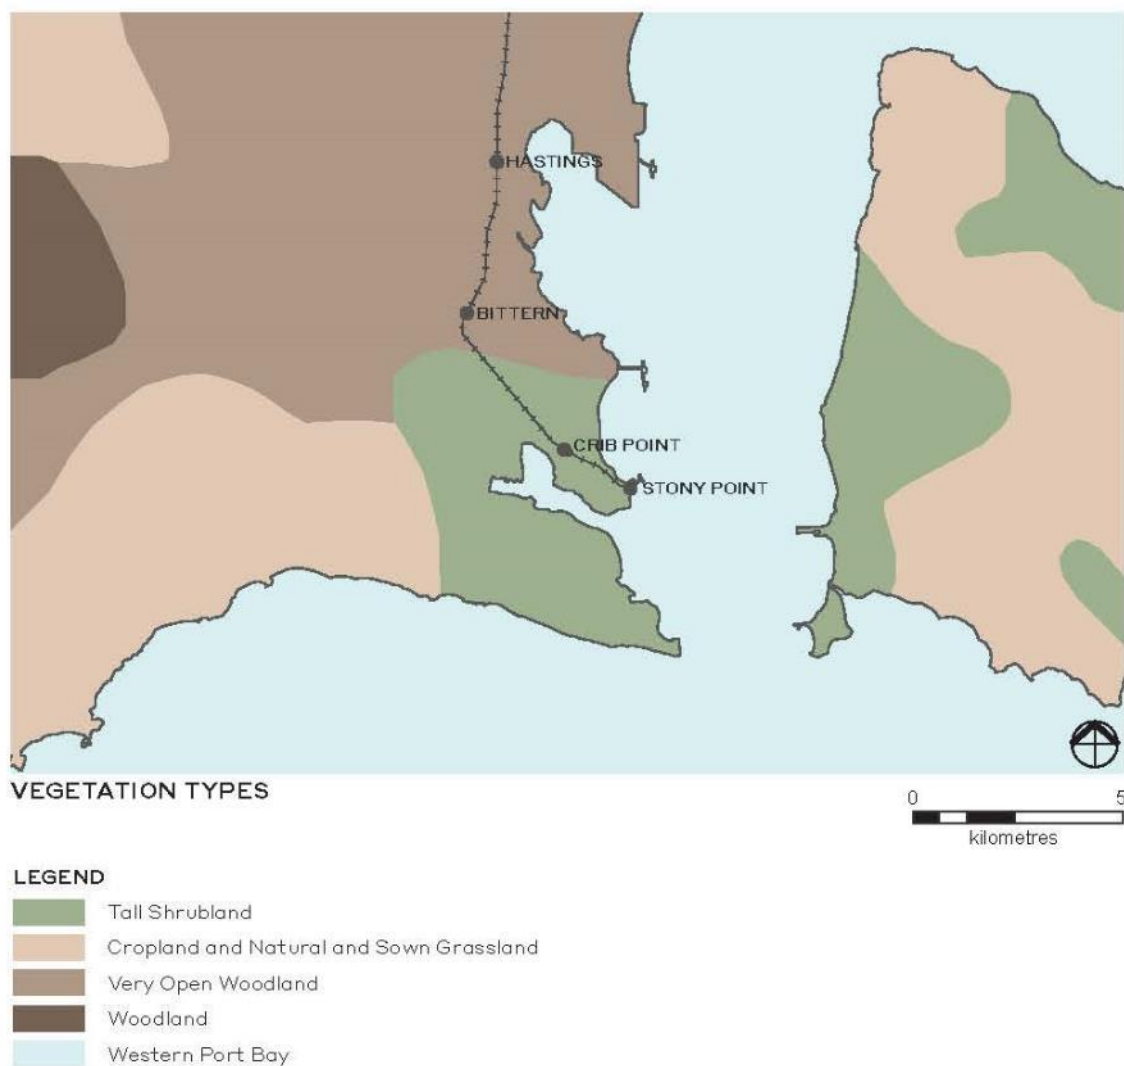 HASTINGS
BITTERN
CRIB POINT
STONY POINT
VEGETATION TYPES
0 5
kilometres
LEGEND
Tall Shrubland
Cropland and Natural and Sown Grassland
Very Open Woodland
Woodland
Western Port Bay